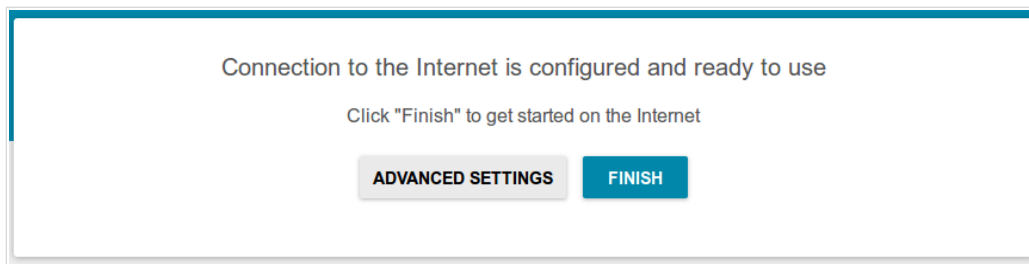 Connection to the Internet is configured and ready to use
Click "Finish" to get started on the Internet
ADVANCED SETTINGS
FINISH